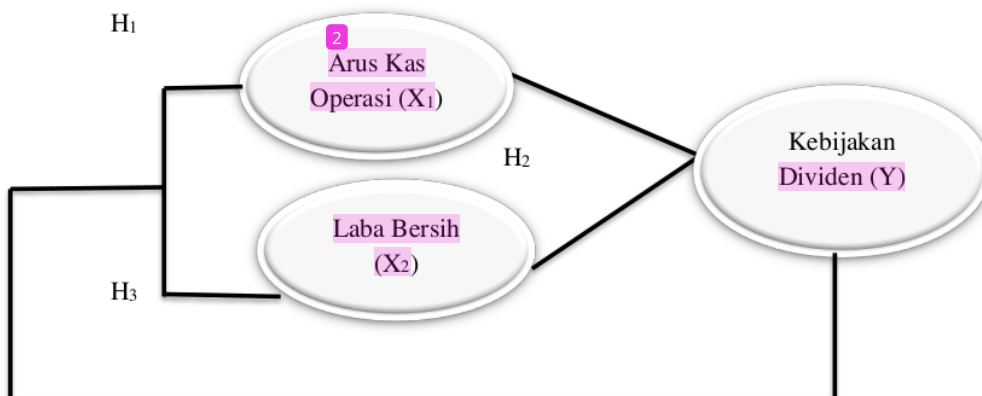 H₁
2
Arus Kas
Operasi (X₁)
H₂
Kebijakan
Dividen (Y)
Laba Bersih
(X₂)
H₃